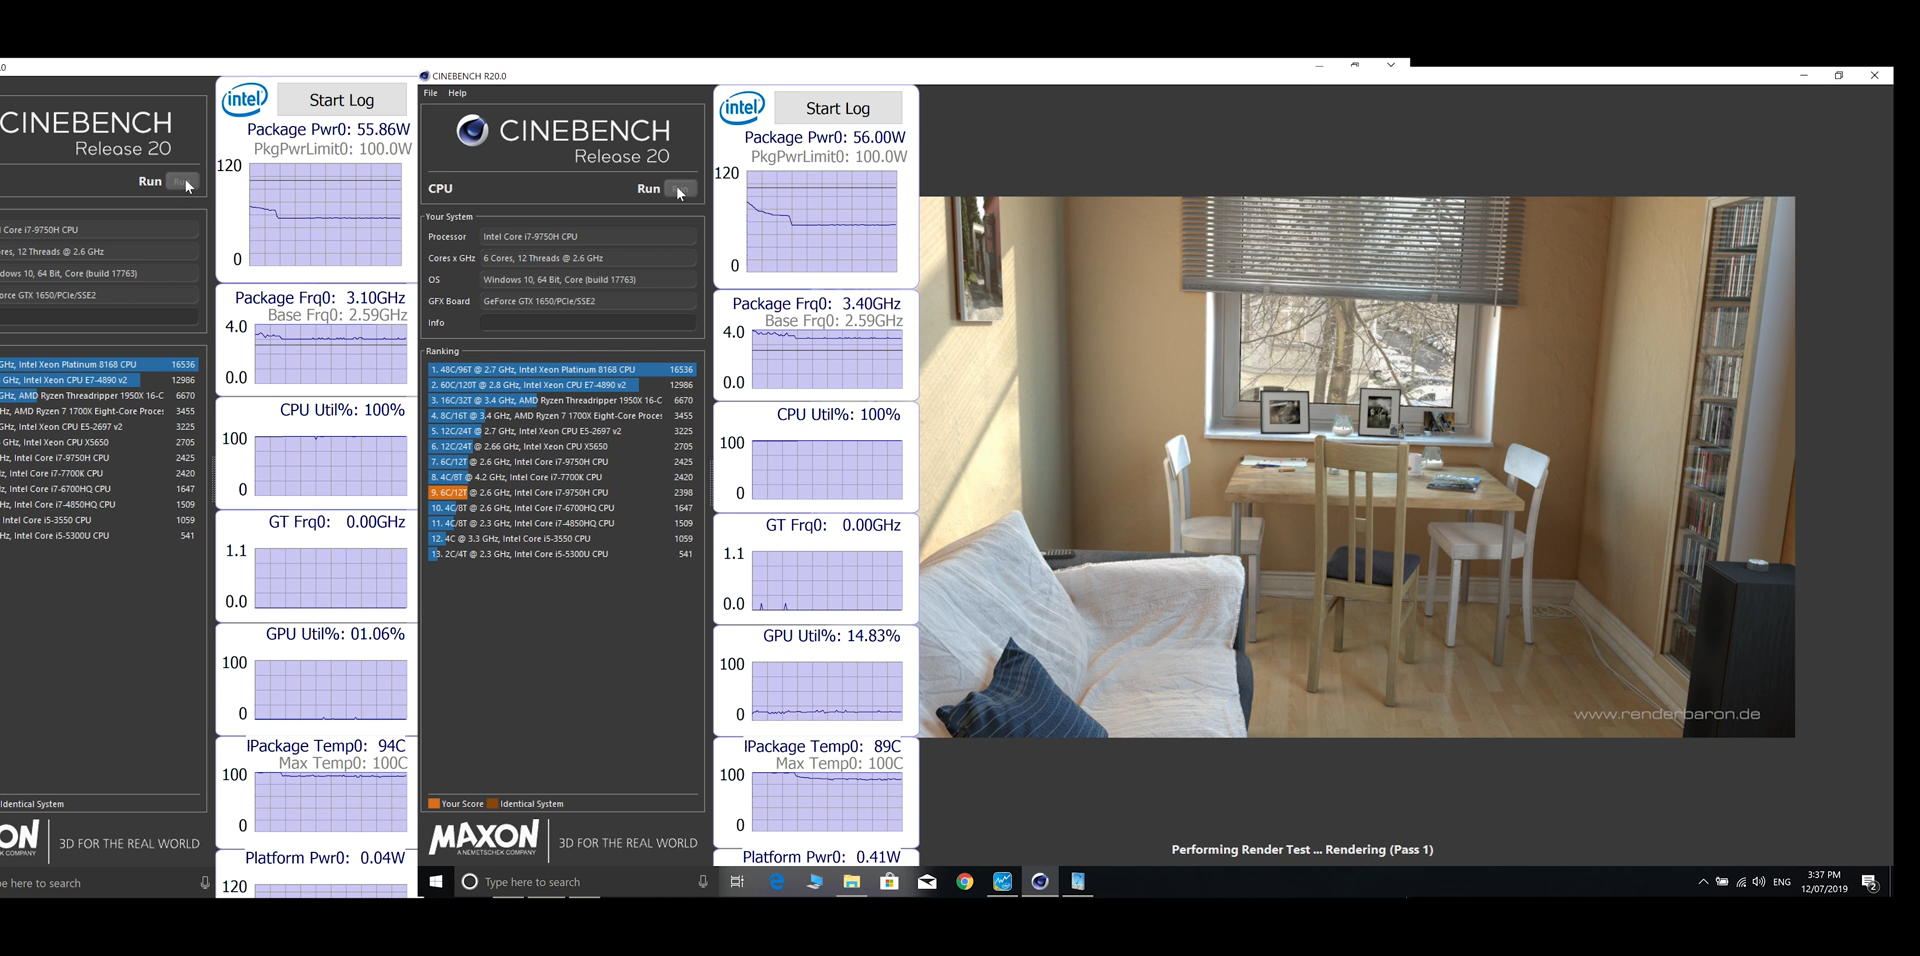 .0
CINEBENCH
Release 20
Run
l Core i7-9750H CPU
res, 12 Threads @ 2.6 GHz
dows 10, 64 Bit, Core (build 17763)
orce GTX 1650/PCIe/SSE2
GHz, Intel Xeon Platinum 8168 CPU 16536
GHz, Intel Xeon CPU E7-4890 v2 12986
GHz, AMD Ryzen Threadripper 1950X 16-C 6670
Hz, AMD Ryzen 7 1700X Eight-Core Proces 3455
Hz, Intel Xeon CPU E5-2697 v2 3225
GHz, Intel Xeon CPU X5650 2705
Hz, Intel Core i7-9750H CPU 2425
Hz, Intel Core i7-7700K CPU 2420
Hz, Intel Core i7-6700HQ CPU 1647
Hz, Intel Core i7-4850HQ CPU 1509
Intel Core i5-3550 CPU 1059
Hz, Intel Core i5-5300U CPU 541
Identical System
ON
K COMPANY
3D FOR THE REAL WORLD
pe here to search
intel
Start Log
Package Pwr0: 55.86W
PkgPwrLimit0: 100.0W
120
0
Package Frq0: 3.10GHz
Base Frq0: 2.59GHz
4.0
0.0
CPU Util%: 100%
100
0
GT Frq0: 0.00GHz
1.1
0.0
GPU Util%: 01.06%
100
0
lPackage Temp0: 94C
Max Temp0: 100C
100
0
Platform Pwr0: 0.04W
120
CINEBENCH R20.0
File Help
CINEBENCH
Release 20
CPU Run
Your System
Processor Intel Core i7-9750H CPU
Cores x GHz 6 Cores, 12 Threads @ 2.6 GHz
OS Windows 10, 64 Bit, Core (build 17763)
GFX Board GeForce GTX 1650/PCIe/SSE2
Info
Ranking
1. 48C/96T @ 2.7 GHz, Intel Xeon Platinum 8168 CPU 16536
2. 60C/120T @ 2.8 GHz, Intel Xeon CPU E7-4890 v2 12986
3. 16C/32T @ 3.4 GHz, AMD Ryzen Threadripper 1950X 16-C 6670
4. 8C/16T @ 3.4 GHz, AMD Ryzen 7 1700X Eight-Core Proces 3455
5. 12C/24T @ 2.7 GHz, Intel Xeon CPU E5-2697 v2 3225
6. 12C/24T @ 2.66 GHz, Intel Xeon CPU X5650 2705
7. 6C/12T @ 2.6 GHz, Intel Core i7-9750H CPU 2425
8. 4C/8T @ 4.2 GHz, Intel Core i7-7700K CPU 2420
9. 6C/12T @ 2.6 GHz, Intel Core i7-9750H CPU 2398
10. 4C/8T @ 2.6 GHz, Intel Core i7-6700HQ CPU 1647
11. 4C/8T @ 2.3 GHz, Intel Core i7-4850HQ CPU 1509
12. 4C @ 3.3 GHz, Intel Core i5-3550 CPU 1059
13. 2C/4T @ 2.3 GHz, Intel Core i5-5300U CPU 541
Your Score Identical System
MAXON
A NEMETSCHEK COMPANY
3D FOR THE REAL WORLD
Type here to search
intel
Start Log
Package Pwr0: 56.00W
PkgPwrLimit0: 100.0W
120
0
Package Frq0: 3.40GHz
Base Frq0: 2.59GHz
4.0
0.0
CPU Util%: 100%
100
0
GT Frq0: 0.00GHz
1.1
0.0
GPU Util%: 14.83%
100
0
lPackage Temp0: 89C
Max Temp0: 100C
100
0
Platform Pwr0: 0.41W
www.renderbaron.de
Performing Render Test ... Rendering (Pass 1)
ENG
3:37 PM
12/07/2019
2